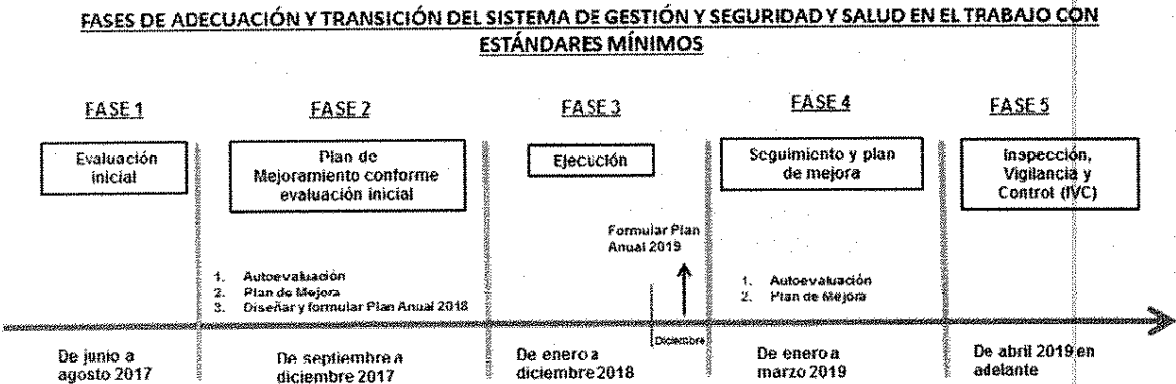 FASES DE ADECUACIÓN Y TRANSICIÓN DEL SISTEMA DE GESTIÓN Y SEGURIDAD Y SALUD EN EL TRABAJO CON
ESTÁNDARES MÍNIMOS
FASE 1
Evaluación
inicial
De junio a
agosto 2017
FASE 2
Plan de
Mejoramiento conforme
evaluación inicial
1. Autoevaluación
2. Plan de Mejora
3. Diseñar y formular Plan Anual 2018
De septiembre a
diciembre 2017
FASE 3
Ejecución
Formular Plan
Anual 2019
Diciembre
De enero a
diciembre 2018
FASE 4
Seguimiento y plan
de mejora
1. Autoevaluación
2. Plan de Mejora
De enero a
marzo 2019
FASE 5
Inspección,
Vigilancia y
Control (IVC)
De abril 2019 en
adelante